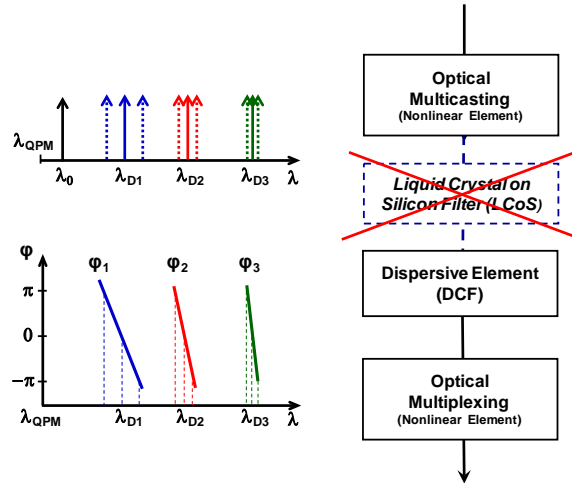 λQPM
λ0 λD1 λD2 λD3 λ
φ φ1 φ2 φ3
π
0
−π
λQPM λD1 λD2 λD3 λ
Optical
Multicasting
(Nonlinear Element)
Liquid Crystal on
Silicon Filter (LCoS)
Dispersive Element
(DCF)
Optical
Multiplexing
(Nonlinear Element)